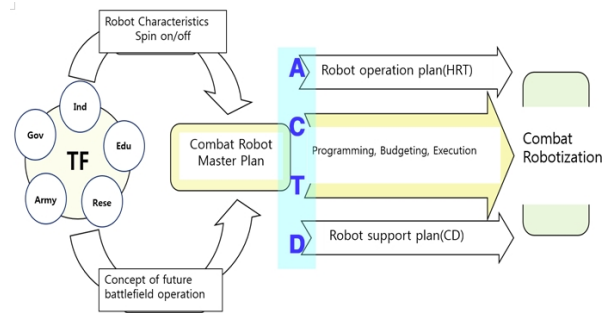 Robot Characteristics
Spin on/off
Ind
Gov
Edu
TF
Army
Rese
Concept of future
battlefield operation
Combat Robot
Master Plan
A
C
T
D
Robot operation plan(HRT)
Programming, Budgeting, Execution
Robot support plan(CD)
Combat
Robotization